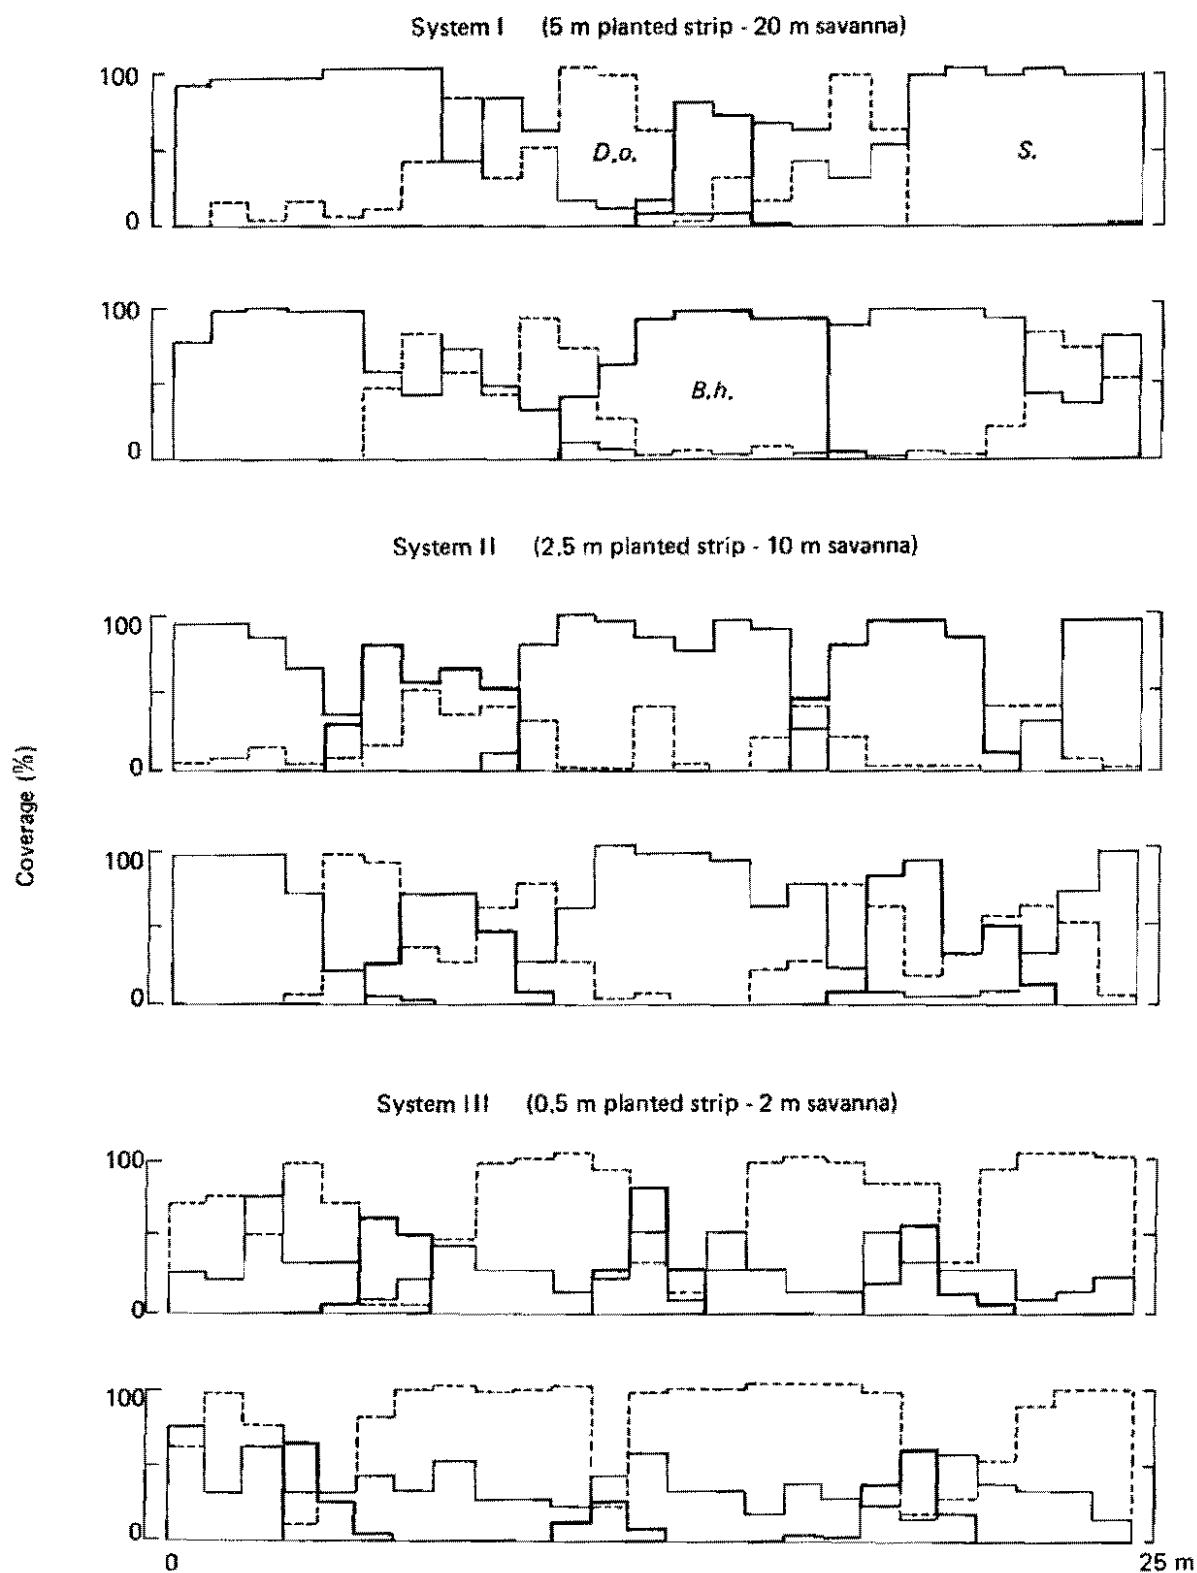 System I (5 m planted strip - 20 m savanna)
100
D.o.
S.
0
100
B.h.
0
System II (2,5 m planted strip - 10 m savanna)
100
0
Coverage (%)
100
0
System III (0,5 m planted strip - 2 m savanna)
100
0
100
0
0 25 m